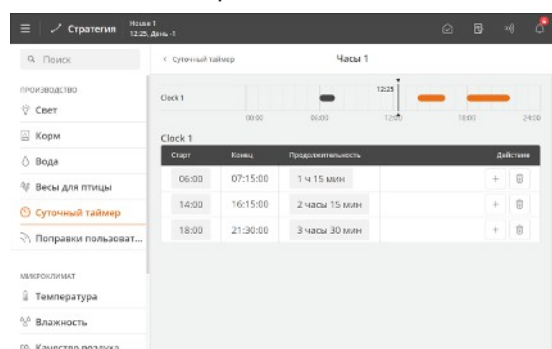 Стратегия
House 1
12:25, День -1
Поиск
Суточный таймер
Часы 1
ПРОИЗВОДСТВО
Свет
Корм
Вода
Весы для птицы
Суточный таймер
Поправки пользоват...
МИКРОКЛИМАТ
Температура
Влажность
Качество воздуха
Clock 1
12:25
00:00 06:00 12:00 18:00 24:00
Clock 1
Старт Конец Продолжительность Действие
06:00 07:15:00 1 ч 15 мин
14:00 16:15:00 2 часы 15 мин
18:00 21:30:00 3 часы 30 мин